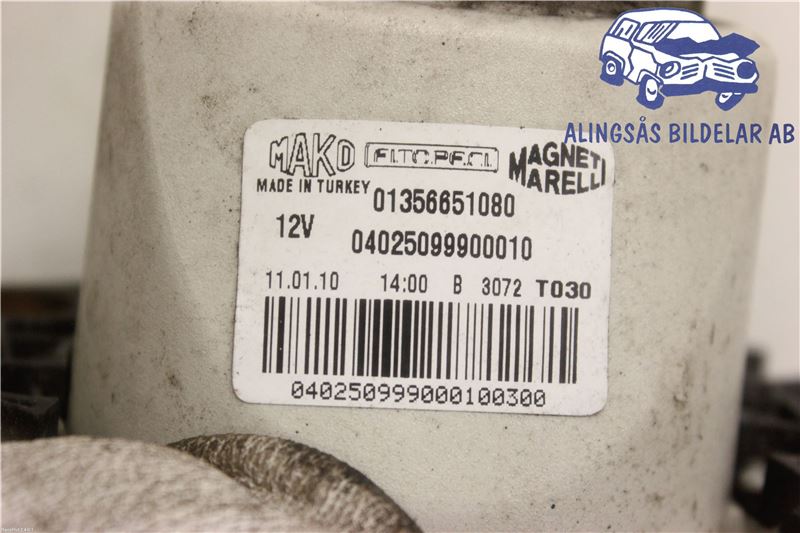 ALINGSÅS BILDELAR AB
MAKO
MAGNETI MARELLI
MADE IN TURKEY
01356651080
12V
04025099900010
11.01.10 14:00 B 3072 T030
040250999000100300